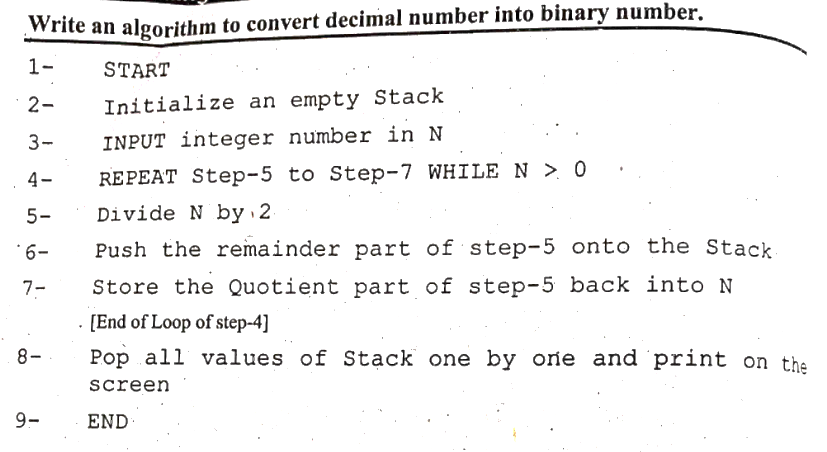 Write an algorithm to convert decimal number into binary number.
1- START
2- Initialize an empty Stack
3- INPUT integer number in N
4- REPEAT Step-5 to Step-7 WHILE N > 0
5- Divide N by 2
6- Push the remainder part of step-5 onto the Stack
7- Store the Quotient part of step-5 back into N
[End of Loop of step-4]
8- Pop all values of Stack one by one and print on the
screen
9- END